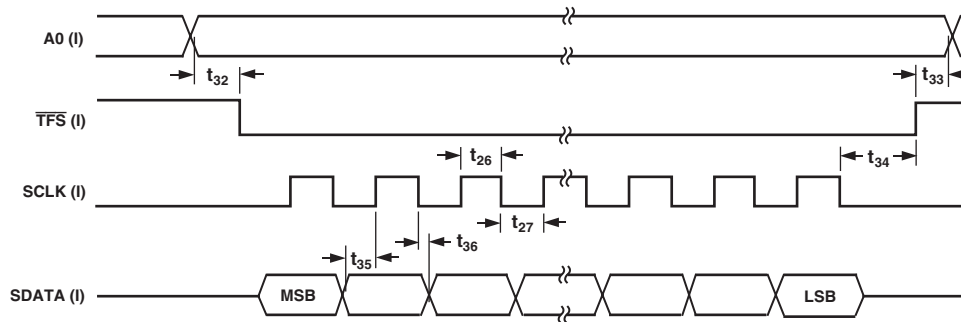 A0 (I)
t32
t33
TFS (I)
t26
t34
SCLK (I)
t27
t36
t35
SDATA (I)
MSB
LSB